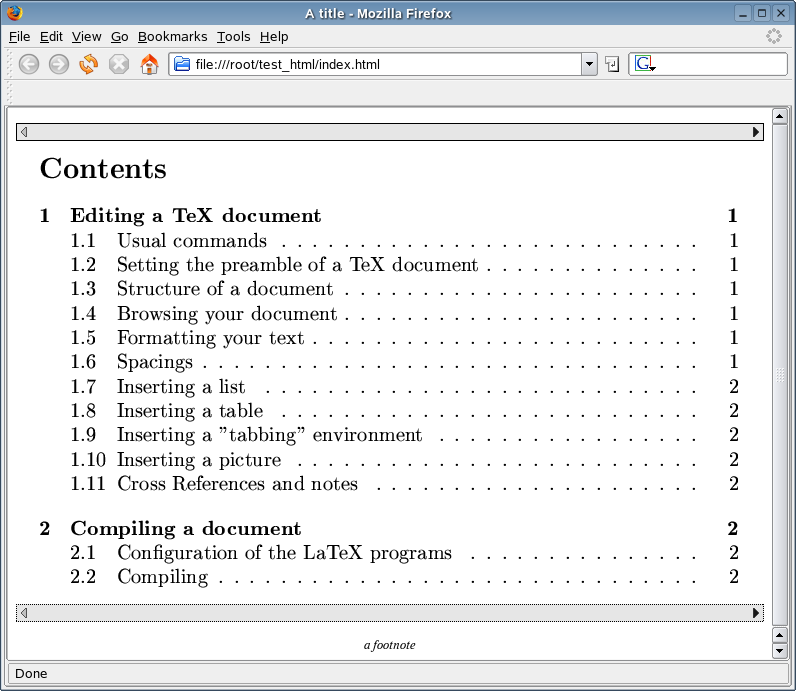 A title - Mozilla Firefox
File Edit View Go Bookmarks Tools Help
file:///root/test_html/index.html G
Contents
1 Editing a TeX document 1
1.1 Usual commands . . . . . . . . . . . . . . . . . . . . . . . . . . . 1
1.2 Setting the preamble of a TeX document . . . . . . . . . . . . . . 1
1.3 Structure of a document . . . . . . . . . . . . . . . . . . . . . . . 1
1.4 Browsing your document . . . . . . . . . . . . . . . . . . . . . . . 1
1.5 Formatting your text . . . . . . . . . . . . . . . . . . . . . . . . . 1
1.6 Spacings . . . . . . . . . . . . . . . . . . . . . . . . . . . . . . . . 1
1.7 Inserting a list . . . . . . . . . . . . . . . . . . . . . . . . . . . . 2
1.8 Inserting a table . . . . . . . . . . . . . . . . . . . . . . . . . . . 2
1.9 Inserting a "tabbing" environment . . . . . . . . . . . . . . . . . 2
1.10 Inserting a picture . . . . . . . . . . . . . . . . . . . . . . . . . . 2
1.11 Cross References and notes . . . . . . . . . . . . . . . . . . . . . 2
2 Compiling a document 2
2.1 Configuration of the LaTeX programs . . . . . . . . . . . . . . . 2
2.2 Compiling . . . . . . . . . . . . . . . . . . . . . . . . . . . . . . . 2
a footnote
Done